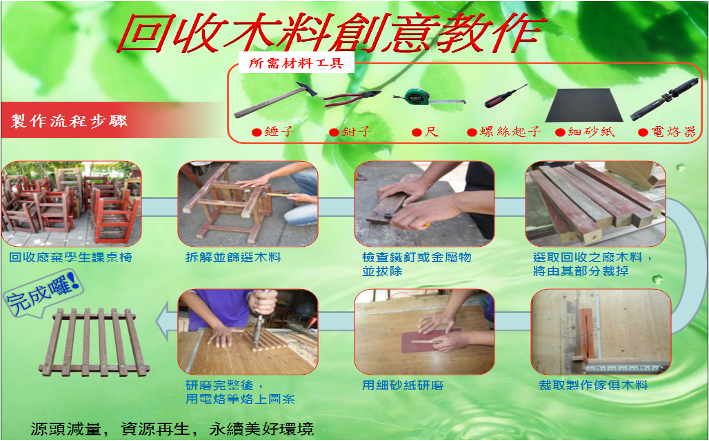 回收木料創意教作
所需材料工具
●鎚子
●鉗子
●尺
●螺絲起子
●細砂紙
●電烙器
製作流程步驟
回收廢棄學生課桌椅
拆解並篩選木料
檢查鐵釘或金屬物
並拔除
選取回收之廢木料，
將由其部分裁掉
完成囉!
研磨完整後，
用電烙筆烙上圖案
用細砂紙研磨
裁取製作傢俱木料
源頭減量，資源再生，永續美好環境